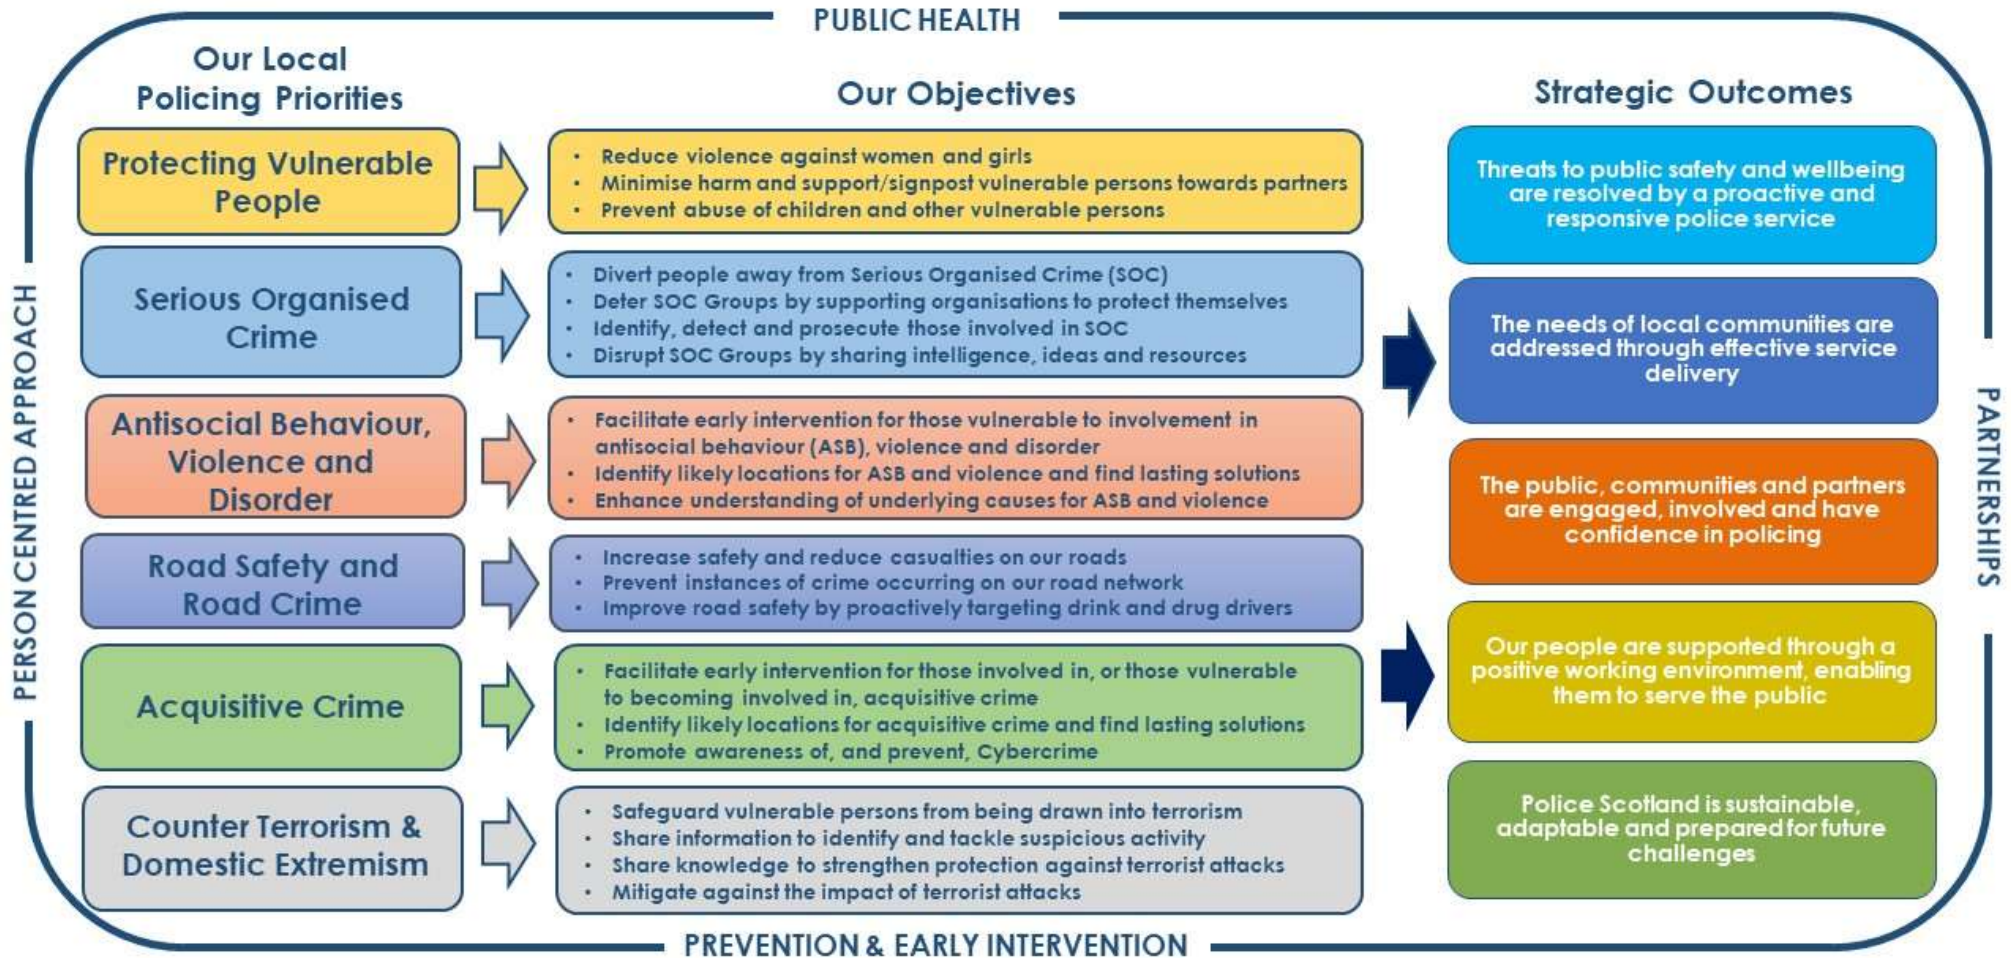 PUBLIC HEALTH
Our Local
Policing Priorities
Our Objectives
Strategic Outcomes
PERSON CENTRED APPROACH
Protecting Vulnerable
People
• Reduce violence against women and girls
• Minimise harm and support/signpost vulnerable persons towards partners
• Prevent abuse of children and other vulnerable persons
Serious Organised
Crime
• Divert people away from Serious Organised Crime (SOC)
• Deter SOC Groups by supporting organisations to protect themselves
• Identify, detect and prosecute those involved in SOC
• Disrupt SOC Groups by sharing intelligence, ideas and resources
Antisocial Behaviour,
Violence and
Disorder
• Facilitate early intervention for those vulnerable to involvement in
antisocial behaviour (ASB), violence and disorder
• Identify likely locations for ASB and violence and find lasting solutions
• Enhance understanding of underlying causes for ASB and violence
Road Safety and
Road Crime
• Increase safety and reduce casualties on our roads
• Prevent instances of crime occurring on our road network
• Improve road safety by proactively targeting drink and drug drivers
Acquisitive Crime
• Facilitate early intervention for those involved in, or those vulnerable
to becoming involved in, acquisitive crime
• Identify likely locations for acquisitive crime and find lasting solutions
• Promote awareness of, and prevent, Cybercrime
Counter Terrorism &
Domestic Extremism
• Safeguard vulnerable persons from being drawn into terrorism
• Share information to identify and tackle suspicious activity
• Share knowledge to strengthen protection against terrorist attacks
• Mitigate against the impact of terrorist attacks
Threats to public safety and wellbeing
are resolved by a proactive and
responsive police service
The needs of local communities are
addressed through effective service
delivery
The public, communities and partners
are engaged, involved and have
confidence in policing
Our people are supported through a
positive working environment, enabling
them to serve the public
Police Scotland is sustainable,
adaptable and prepared for future
challenges
PARTNERSHIPS
PREVENTION & EARLY INTERVENTION